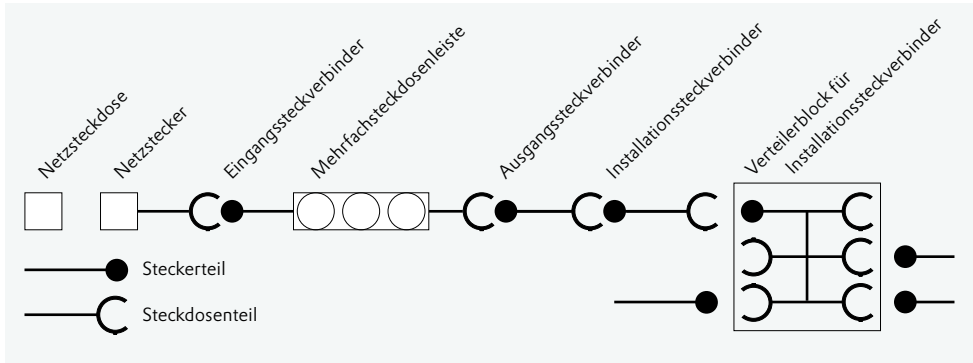 Netzsteckdose
Netzstecker
Eingangssteckverbinder
Mehrfachsteckdosenleiste
Ausgangssteckverbinder
Installationssteckverbinder
Verteilerblock für
Installationssteckverbinder
Steckerteil
Steckdosenteil